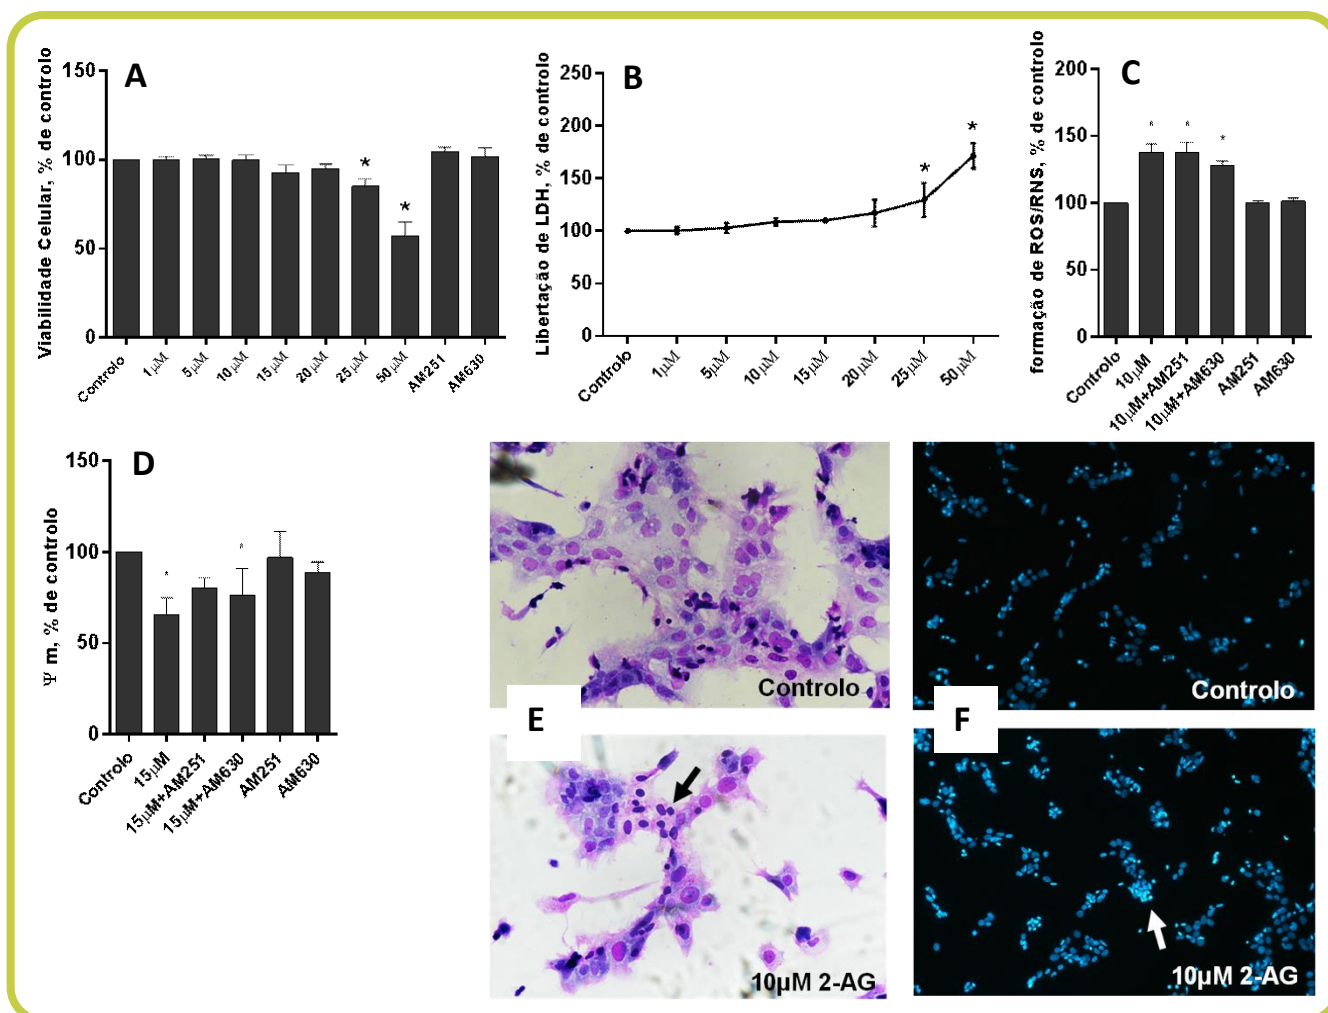 A
Viabilidade Celular, % de controlo
150
100
50
0
Controlo
1µM
5µM
10µM
15µM
20µM
25µM
50µM
AM251
AM630
*
*
B
Libertação de LDH, % de controlo
250
200
150
100
50
0
Controlo
1µM
5µM
10µM
15µM
20µM
25µM
50µM
*
*
C
formação de ROS/RNS, % de controlo
200
150
100
50
0
Controlo
10µM
10µM+AM251
10µM+AM630
AM251
AM630
*
*
*
D
Ψ m, % de controlo
150
100
50
0
Controlo
15µM
15µM+AM251
15µM+AM630
AM251
AM630
*
*
Controlo
E
10µM 2-AG
Controlo
F
10µM 2-AG